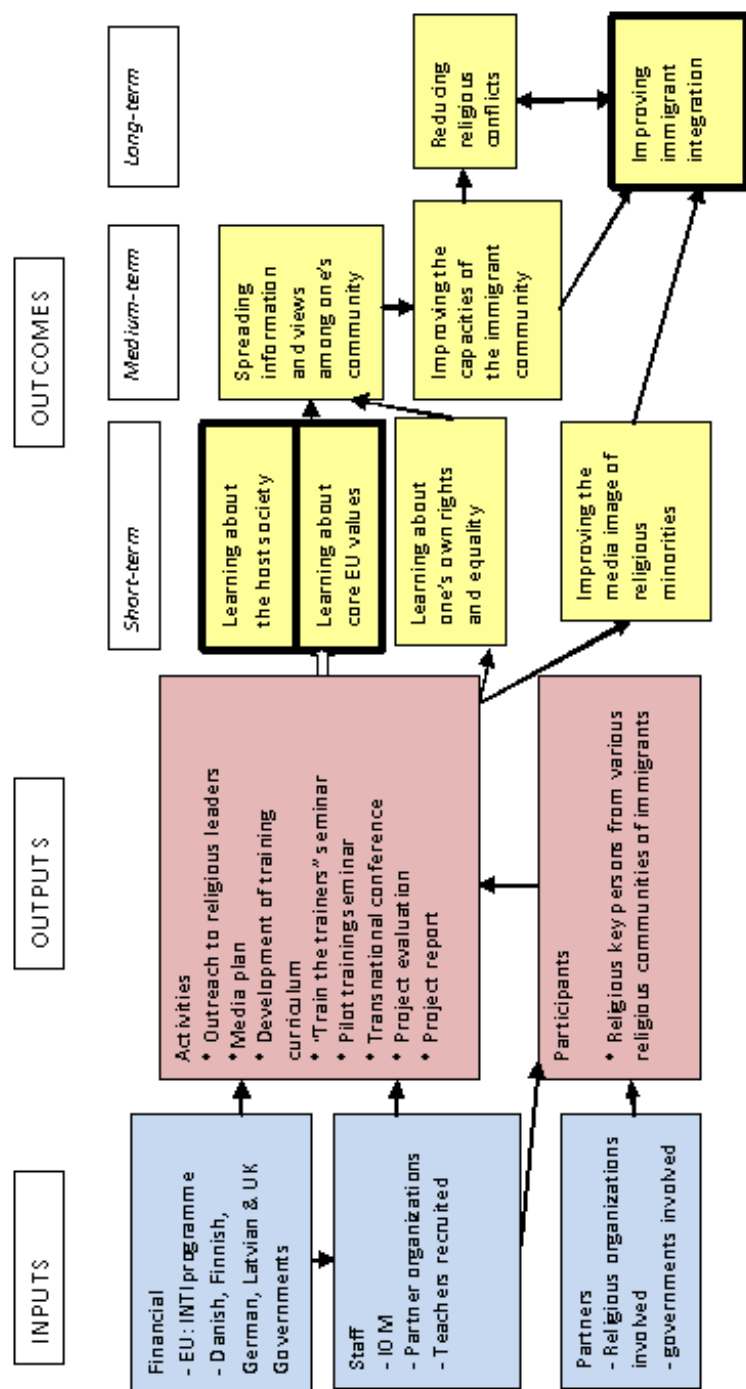 INPUTS
OUTPUTS
OUTCOMES
Short-term
Medium-term
Long-term
Financial
- EU: INTI programme
- Danish, Finnish,
German, Latvian & UK
Governments
Staff
- IOM
- Partner organizations
- Teachers recruited
Partners
- Religious organizations
involved
- governments involved
Activities
• Outreach to religious leaders
• Media plan
• Development of training
curriculum
• "Train the trainers" seminar
• Pilot training seminar
• Transnational conference
• Project evaluation
• Project report
Participants
• Religious key persons from various
religious communities of immigrants
Learning about
the host society
Learning about
core EU values
Learning about
one's own rights
and equality
Improving the
media image of
religious
minorities
Spreading
information
and views
among one's
community
Improving the
capacities of
the immigrant
community
Reducing
religious
conflicts
Improving
immigrant
integration